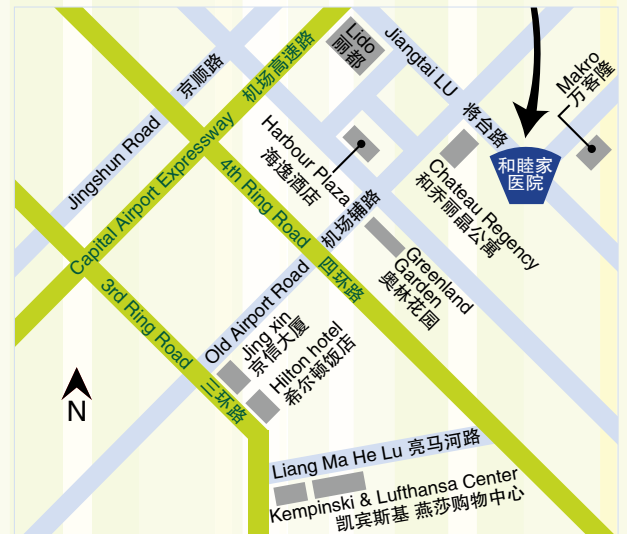 Lido
丽都
Jiangtai LU
将台路
Makro
万客隆
京顺路
Jingshun Road
机场高速路
Capital Airport Expressway
Harbour Plaza
海逸酒店
和睦家
医院
Chateau Regency
和乔丽晶公寓
4th Ring Road
四环路
机场辅路
Old Airport Road
Greenland
Garden
奥林花园
3rd Ring Road
三环路
Jing xin
京信大厦
Hilton hotel
希尔顿饭店
N
Liang Ma He Lu 亮马河路
Kempinski & Lufthansa Center
凯宾斯基 燕莎购物中心